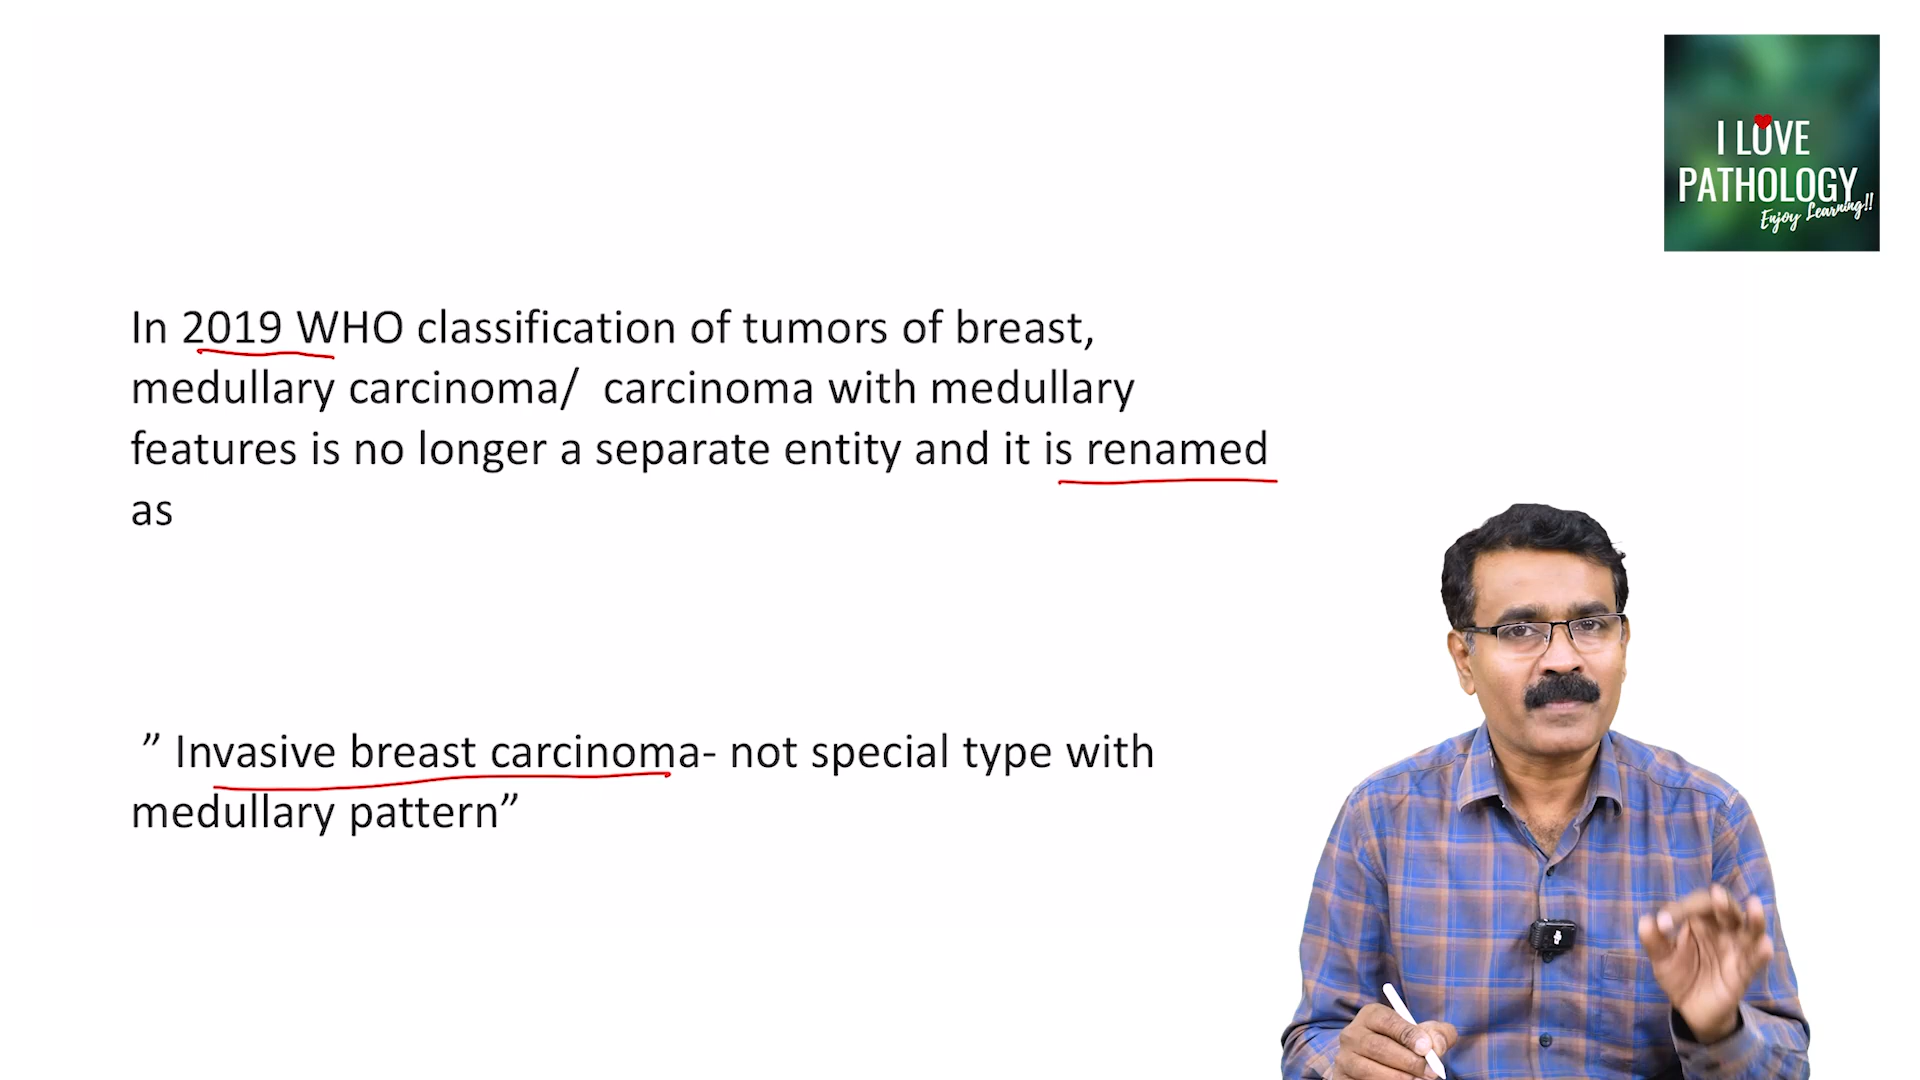 I LOVE
PATHOLOGY
Enjoy Learning!!
In 2019 WHO classification of tumors of breast,
medullary carcinoma/ carcinoma with medullary
features is no longer a separate entity and it is renamed
as
” Invasive breast carcinoma- not special type with
medullary pattern”